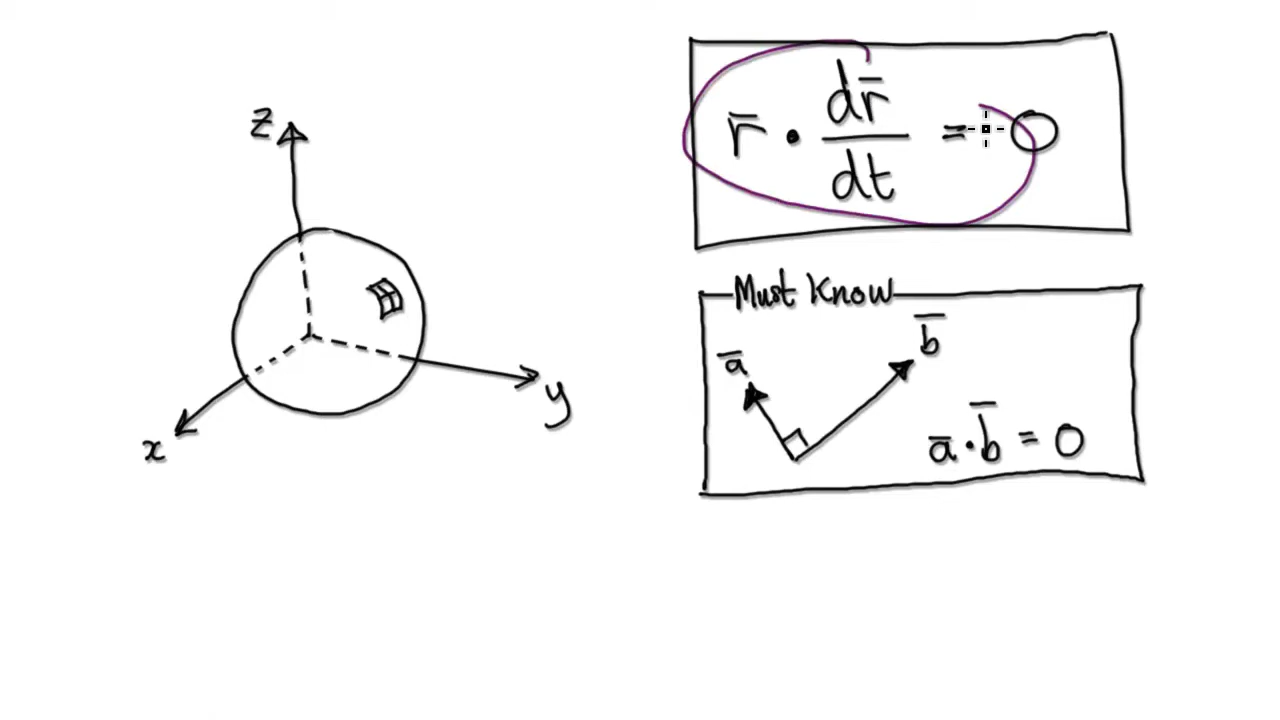 z
y
x
r̅ · dr̅/dt = 0
Must Know
a̅
b̅
a̅ · b̅ = 0